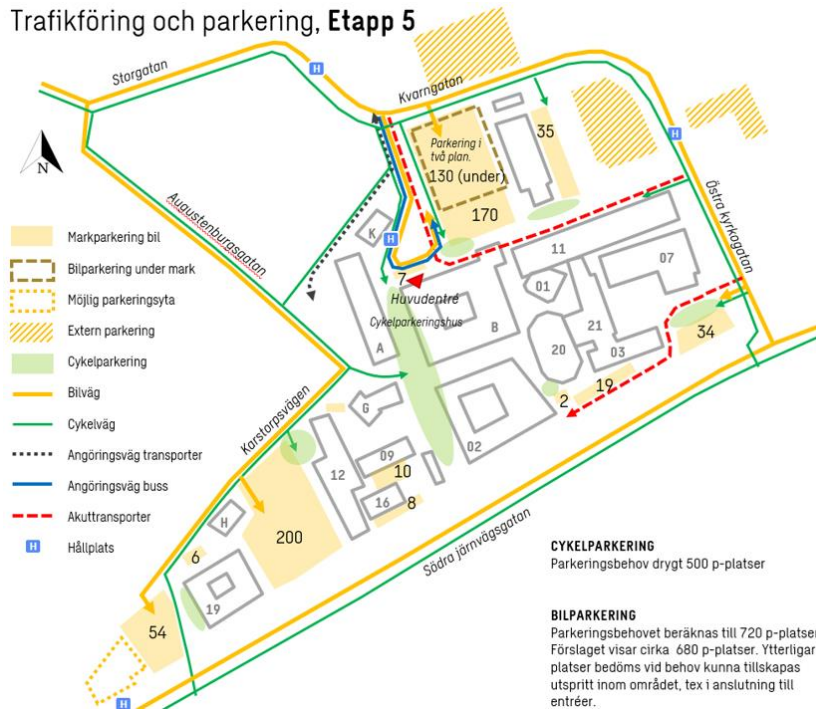 Trafikföring och parkering, Etapp 5
Storgatan
H
Kvarngatan
H
N
Parkering i
två plan.
130 (under)
35
170
Augustenburgsgatan
Östra kyrkogatan
K
H
11
07
7
Huvudentré
Cykelparkeringshus
01
B
A
21
20
03
34
2
19
Markparkering bil
Bilparkering under mark
Möjlig parkeringsyta
Extern parkering
Cykelparkering
Bilväg
Cykelväg
Angöringsväg transporter
Angöringsväg buss
Akuttransporter
H Hållplats
Karstorpsvägen
G
02
12
09
10
16
8
H
200
6
19
54
H
Södra järnvägsgatan
CYKELPARKERING
Parkeringsbehov drygt 500 p-platser
BILPARKERING
Parkeringsbehovet beräknas till 720 p-platser
Förslaget visar cirka 680 p-platser. Ytterligar
platser bedöms vid behov kunna tillskapas
utspritt inom området, tex i anslutning till
entréer.